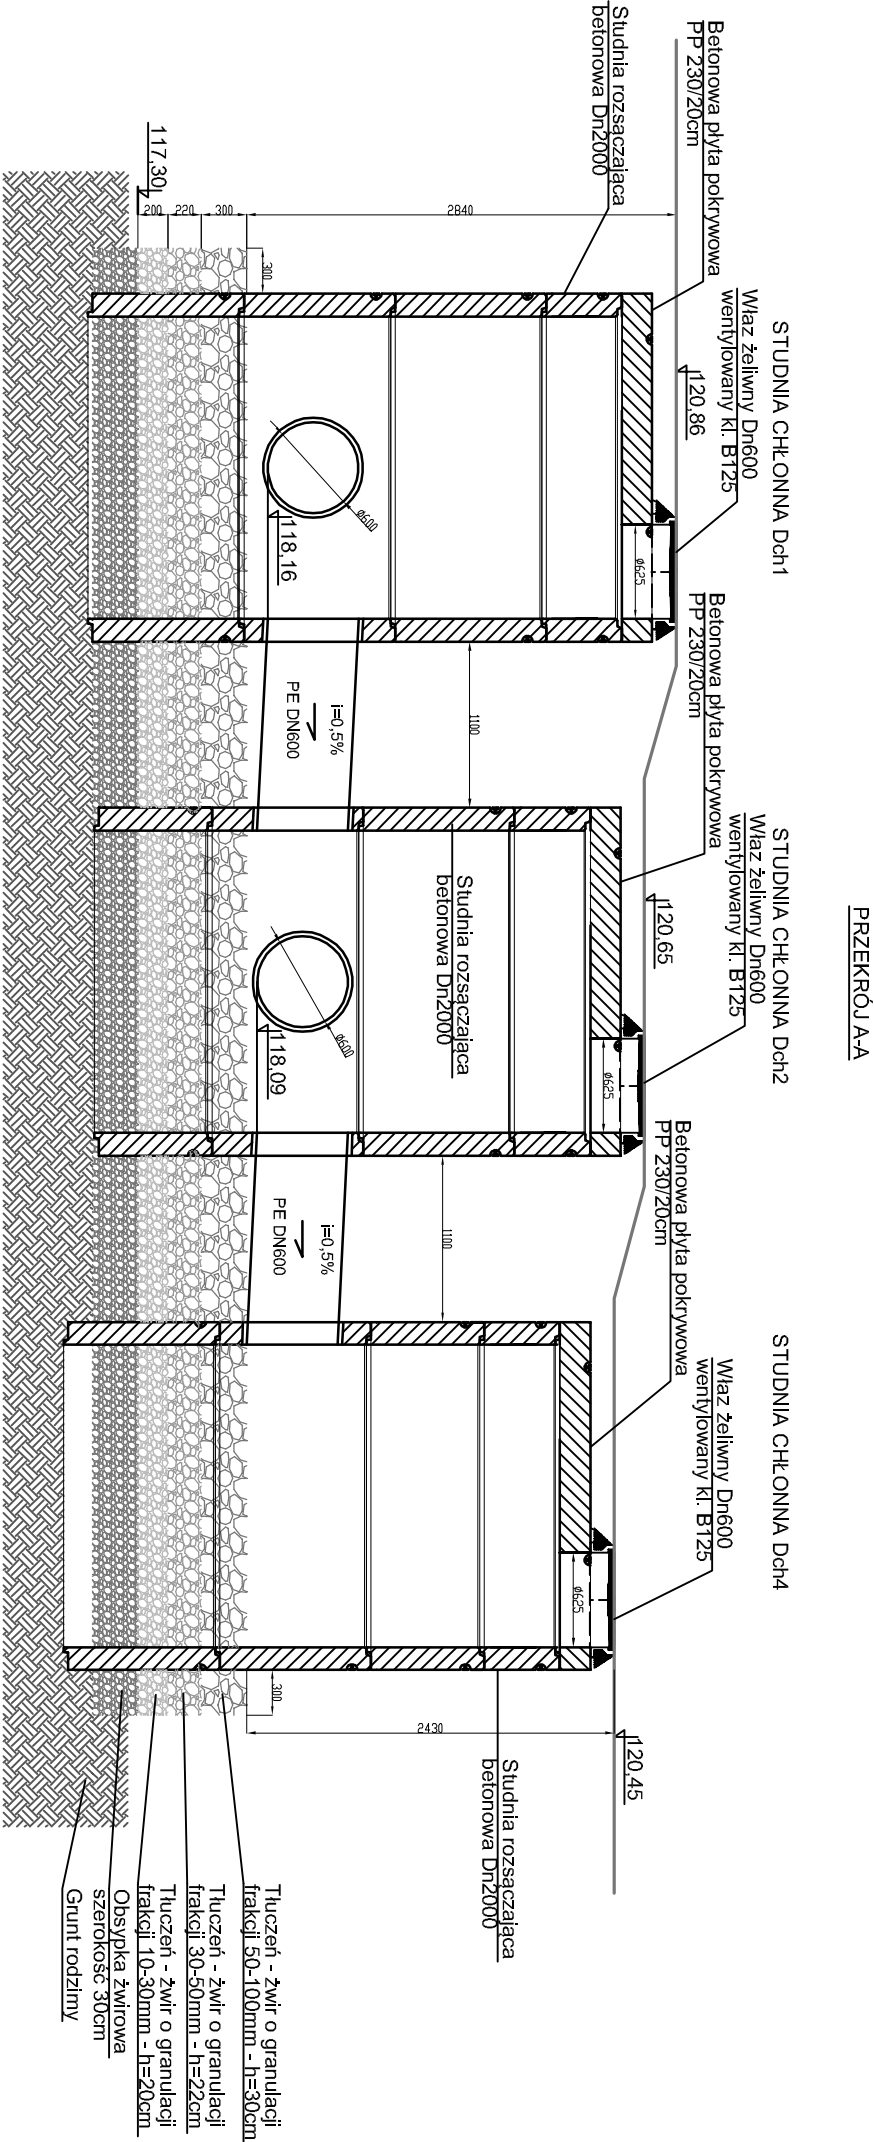 PRZEKRÓJ A-A
STUDNIA CHŁONNA Dch1
STUDNIA CHŁONNA Dch2
STUDNIA CHŁONNA Dch4
Studnia rozsączająca
betonowa Dn2000
Betonowa płyta pokrywowa
PP 230/20cm
Właz żeliwny Dn600
wentylowany kl. B125
120,86
Betonowa płyta pokrywowa
PP 230/20cm
Właz żeliwny Dn600
wentylowany kl. B125
120,65
Betonowa płyta pokrywowa
PP 230/20cm
Właz żeliwny Dn600
wentylowany kl. B125
120,45
ø625
ø625
ø625
2840
300
220
200
117,30
300
ø600
118,16
1100
i=0,5%
PE DN600
Studnia rozsączająca
betonowa Dn2000
ø600
118,09
1100
i=0,5%
PE DN600
300
2430
Studnia rozsączająca
betonowa Dn2000
Tłuczeń - żwir o granulacji
frakcji 50-100mm - h=30cm
Tłuczeń - żwir o granulacji
frakcji 30-50mm - h=22cm
Tłuczeń - żwir o granulacji
frakcji 10-30mm - h=20cm
Obsypka żwirowa
szerokość 30cm
Grunt rodzimy